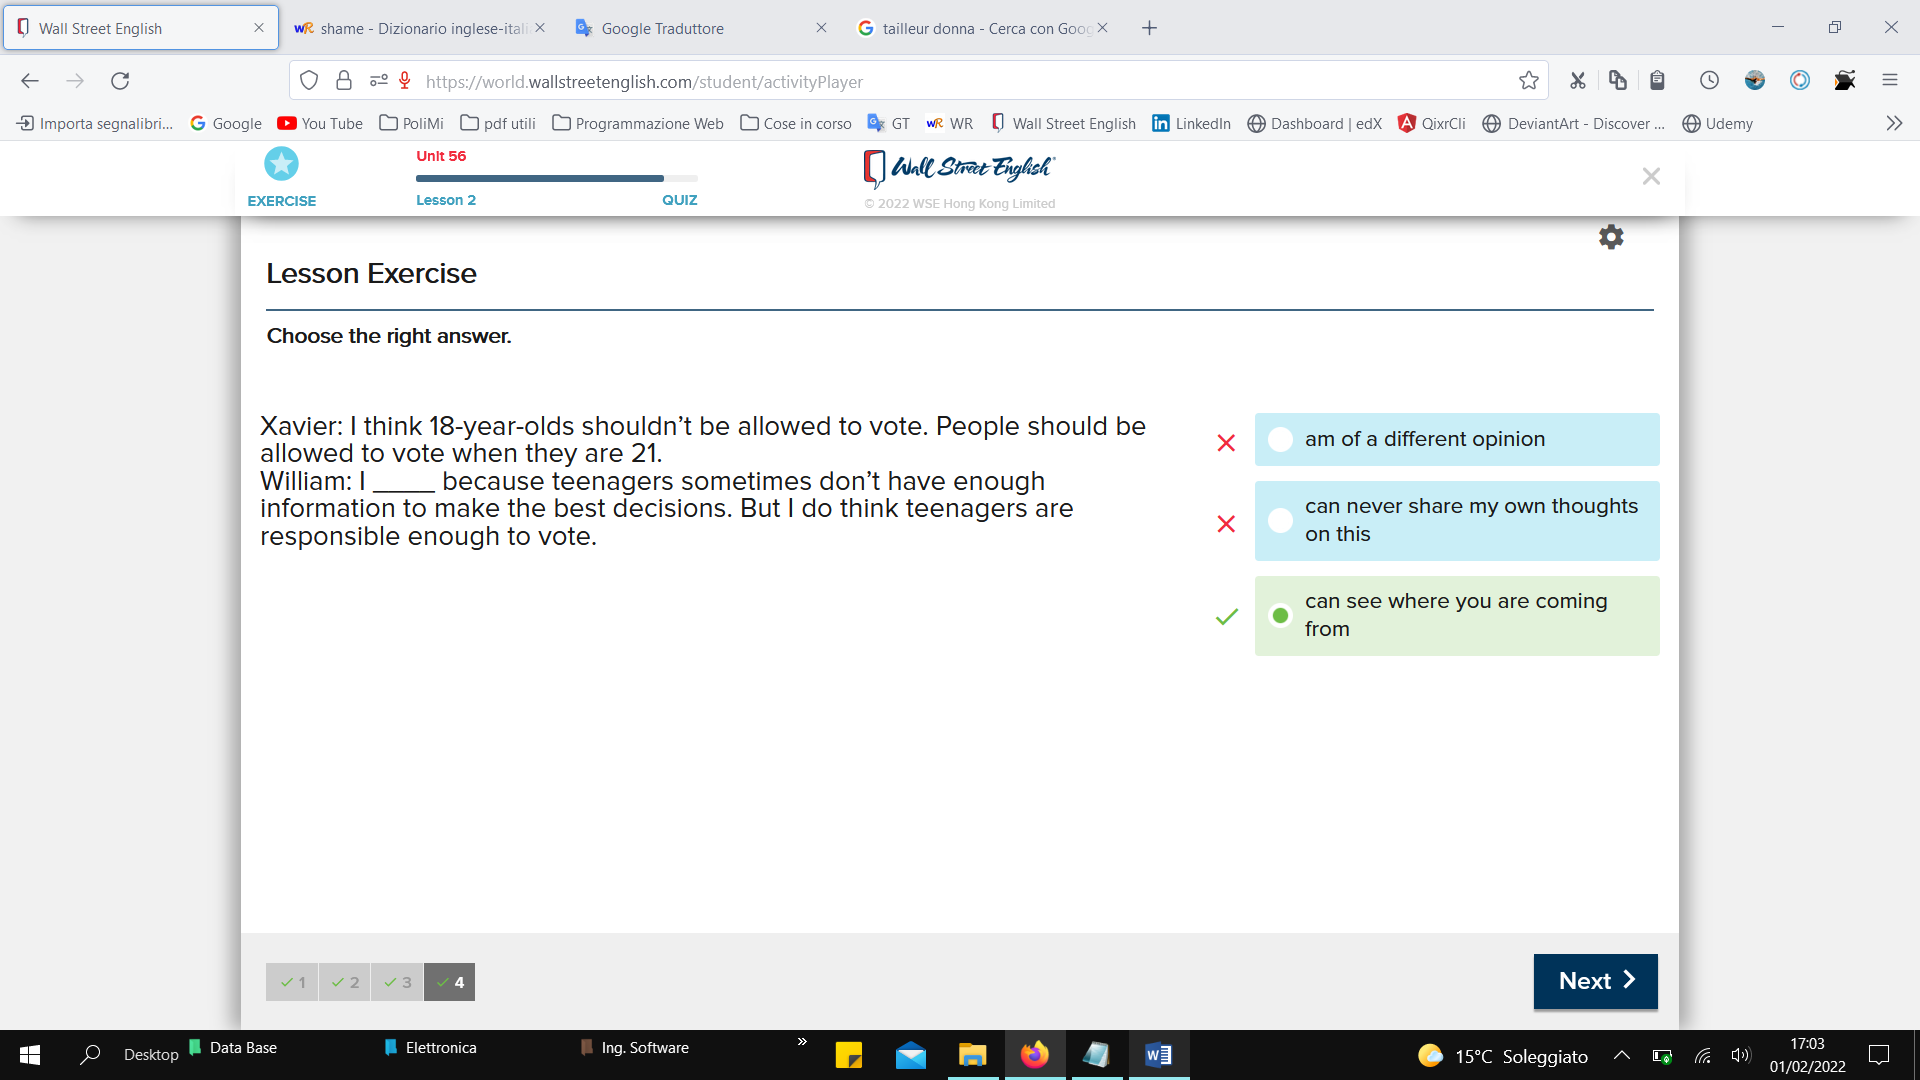 Wall Street English
wR shame - Dizionario inglese-itali
Google Traduttore
tailleur donna - Cerca con Goog
https://world.wallstreetenglish.com/student/activityPlayer
Importa segnalibri...
Google
You Tube
PoliMi
pdf utili
Programmazione Web
Cose in corso
GT
wR WR
Wall Street English
LinkedIn
Dashboard | edX
QixrCli
DeviantArt - Discover ...
Udemy
EXERCISE
Unit 56
Lesson 2
QUIZ
Wall Street English
© 2022 WSE Hong Kong Limited
Lesson Exercise
Choose the right answer.
Xavier: I think 18-year-olds shouldn’t be allowed to vote. People should be
allowed to vote when they are 21.
William: I ____ because teenagers sometimes don’t have enough
information to make the best decisions. But I do think teenagers are
responsible enough to vote.
am of a different opinion
can never share my own thoughts
on this
can see where you are coming
from
1
2
3
4
Next
Desktop
Data Base
Elettronica
Ing. Software
15°C Soleggiato
17:03
01/02/2022